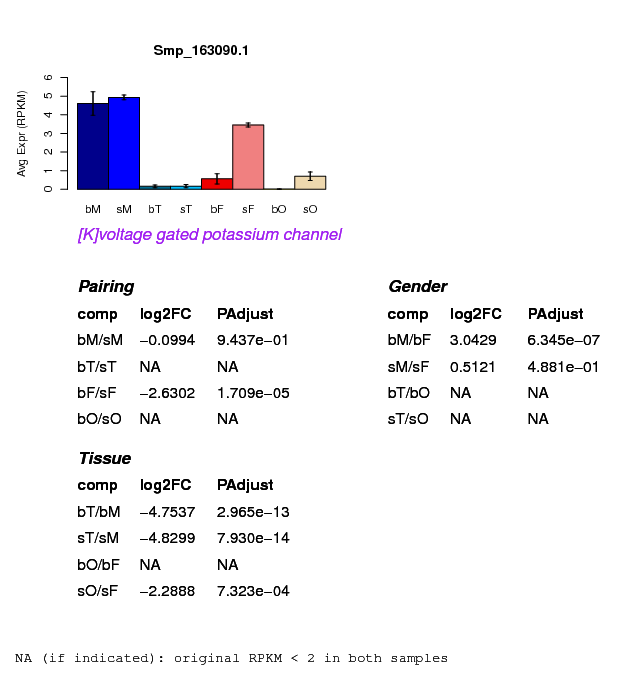 Smp_163090.1
Avg Expr (RPKM)
0 1 2 3 4 5 6
bM sM bT sT bF sF bO sO
[K]voltage gated potassium channel
Pairing
comp log2FC PAdjust
bM/sM −0.0994 9.437e−01
bT/sT NA NA
bF/sF −2.6302 1.709e−05
bO/sO NA NA
Gender
comp log2FC PAdjust
bM/bF 3.0429 6.345e−07
sM/sF 0.5121 4.881e−01
bT/bO NA NA
sT/sO NA NA
Tissue
comp log2FC PAdjust
bT/bM −4.7537 2.965e−13
sT/sM −4.8299 7.930e−14
bO/bF NA NA
sO/sF −2.2888 7.323e−04
NA (if indicated): original RPKM < 2 in both samples